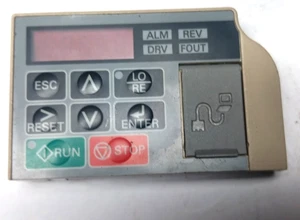 ALM REV
DRV FOUT
ESC
LO
RE
RESET
ENTER
RUN
STOP